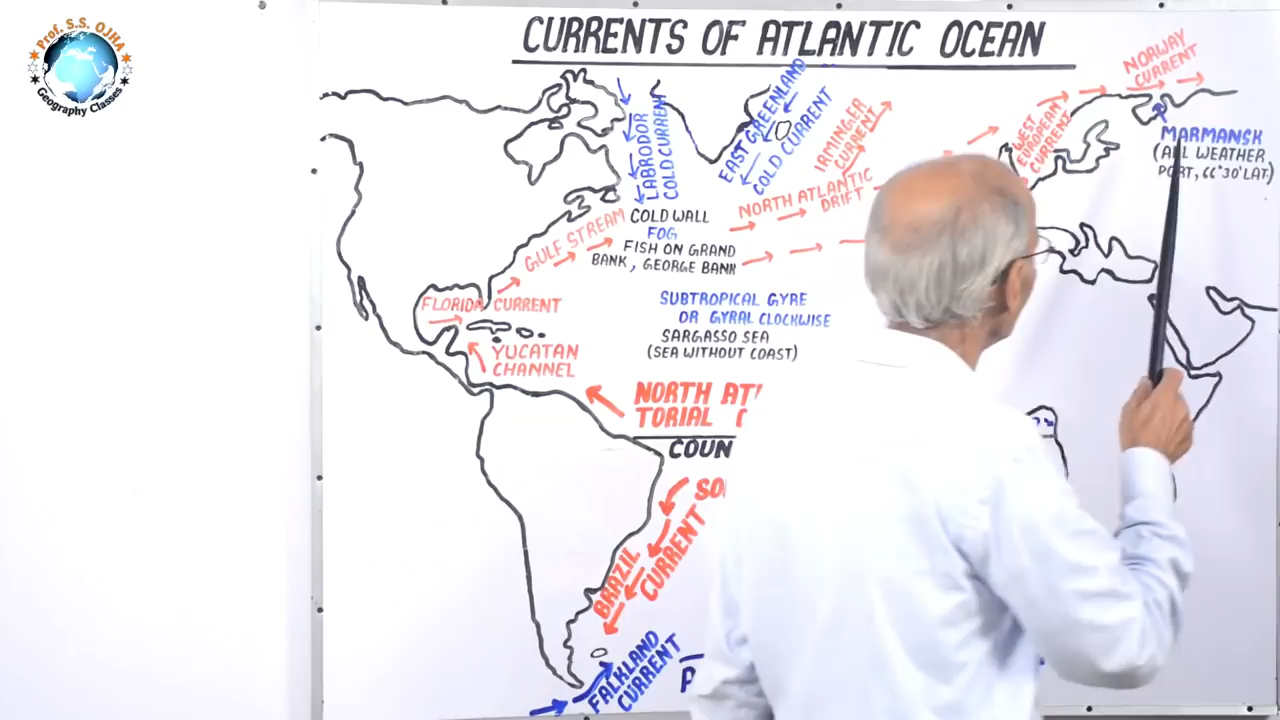 Prof. S.S. OJHA
Geography Classes
CURRENTS OF ATLANTIC OCEAN
NORWAY
CURRENT
LABRODOR
COLD CURRENT
EAST GREENLAND
COLD CURRENT
IRMINGER
CURRENT
WEST
EUROPEAN
CURRENT
MARMANSK
(ALL WEATHER
PORT, 66°30'LAT.)
NORTH ATLANTIC
DRIFT
GULF STREAM
COLD WALL
FOG
FISH ON GRAND
BANK, GEORGE BANK
FLORIDA CURRENT
SUBTROPICAL GYRE
OR GYRAL CLOCKWISE
SARGASSO SEA
(SEA WITHOUT COAST)
YUCATAN
CHANNEL
NORTH AT
TORIAL
COUN
SO
BRAZIL
CURRENT
FALKLAND
CURRENT